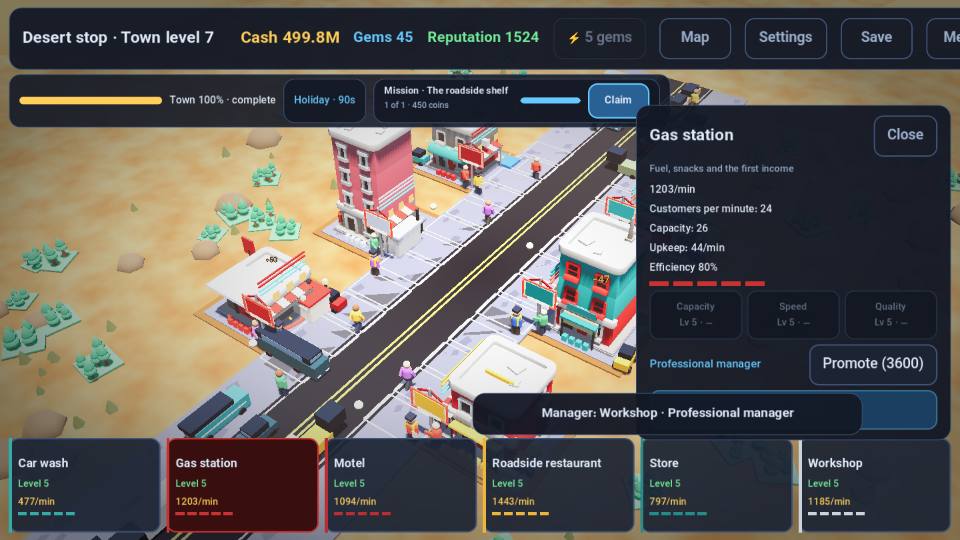 Desert stop · Town level 7
Cash 499.8M
Gems 45
Reputation 1524
⚡ 5 gems
Map
Settings
Save
Town 100% · complete
Holiday · 90s
Mission · The roadside shelf
1 of 1 · 450 coins
Claim
Gas station
Close
Fuel, snacks and the first income
1203/min
Customers per minute: 24
Capacity: 26
Upkeep: 44/min
Efficiency 80%
Capacity
Lv 5 · –
Speed
Lv 5 · –
Quality
Lv 5 · –
Professional manager
Promote (3600)
Manager: Workshop · Professional manager
Car wash
Level 5
477/min
Gas station
Level 5
1203/min
Motel
Level 5
1094/min
Roadside restaurant
Level 5
1443/min
Store
Level 5
797/min
Workshop
Level 5
1185/min